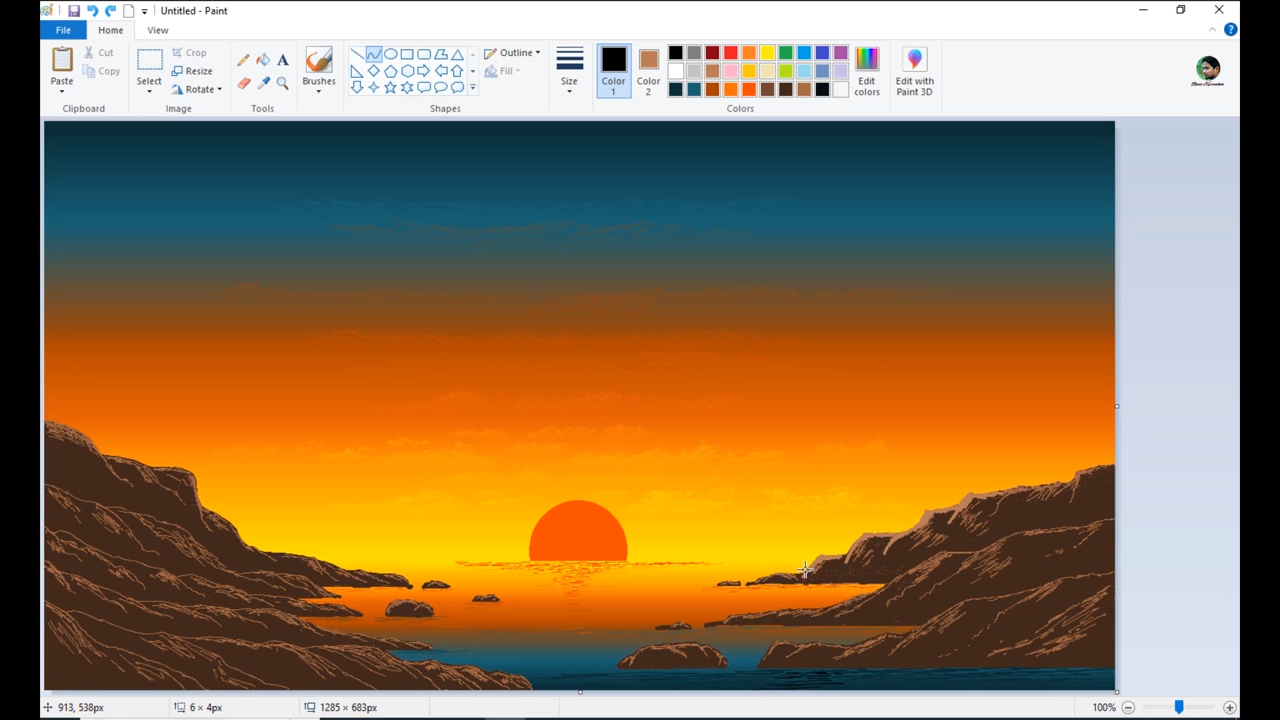 Untitled - Paint
File Home View
Paste
Cut
Copy
Clipboard
Select
Crop
Resize
Rotate
Image
Tools
Brushes
Shapes
Outline
Fill
Size
Color 1
Color 2
Edit colors
Colors
Edit with Paint 3D
913, 538px
6 × 4px
1285 × 683px
100%